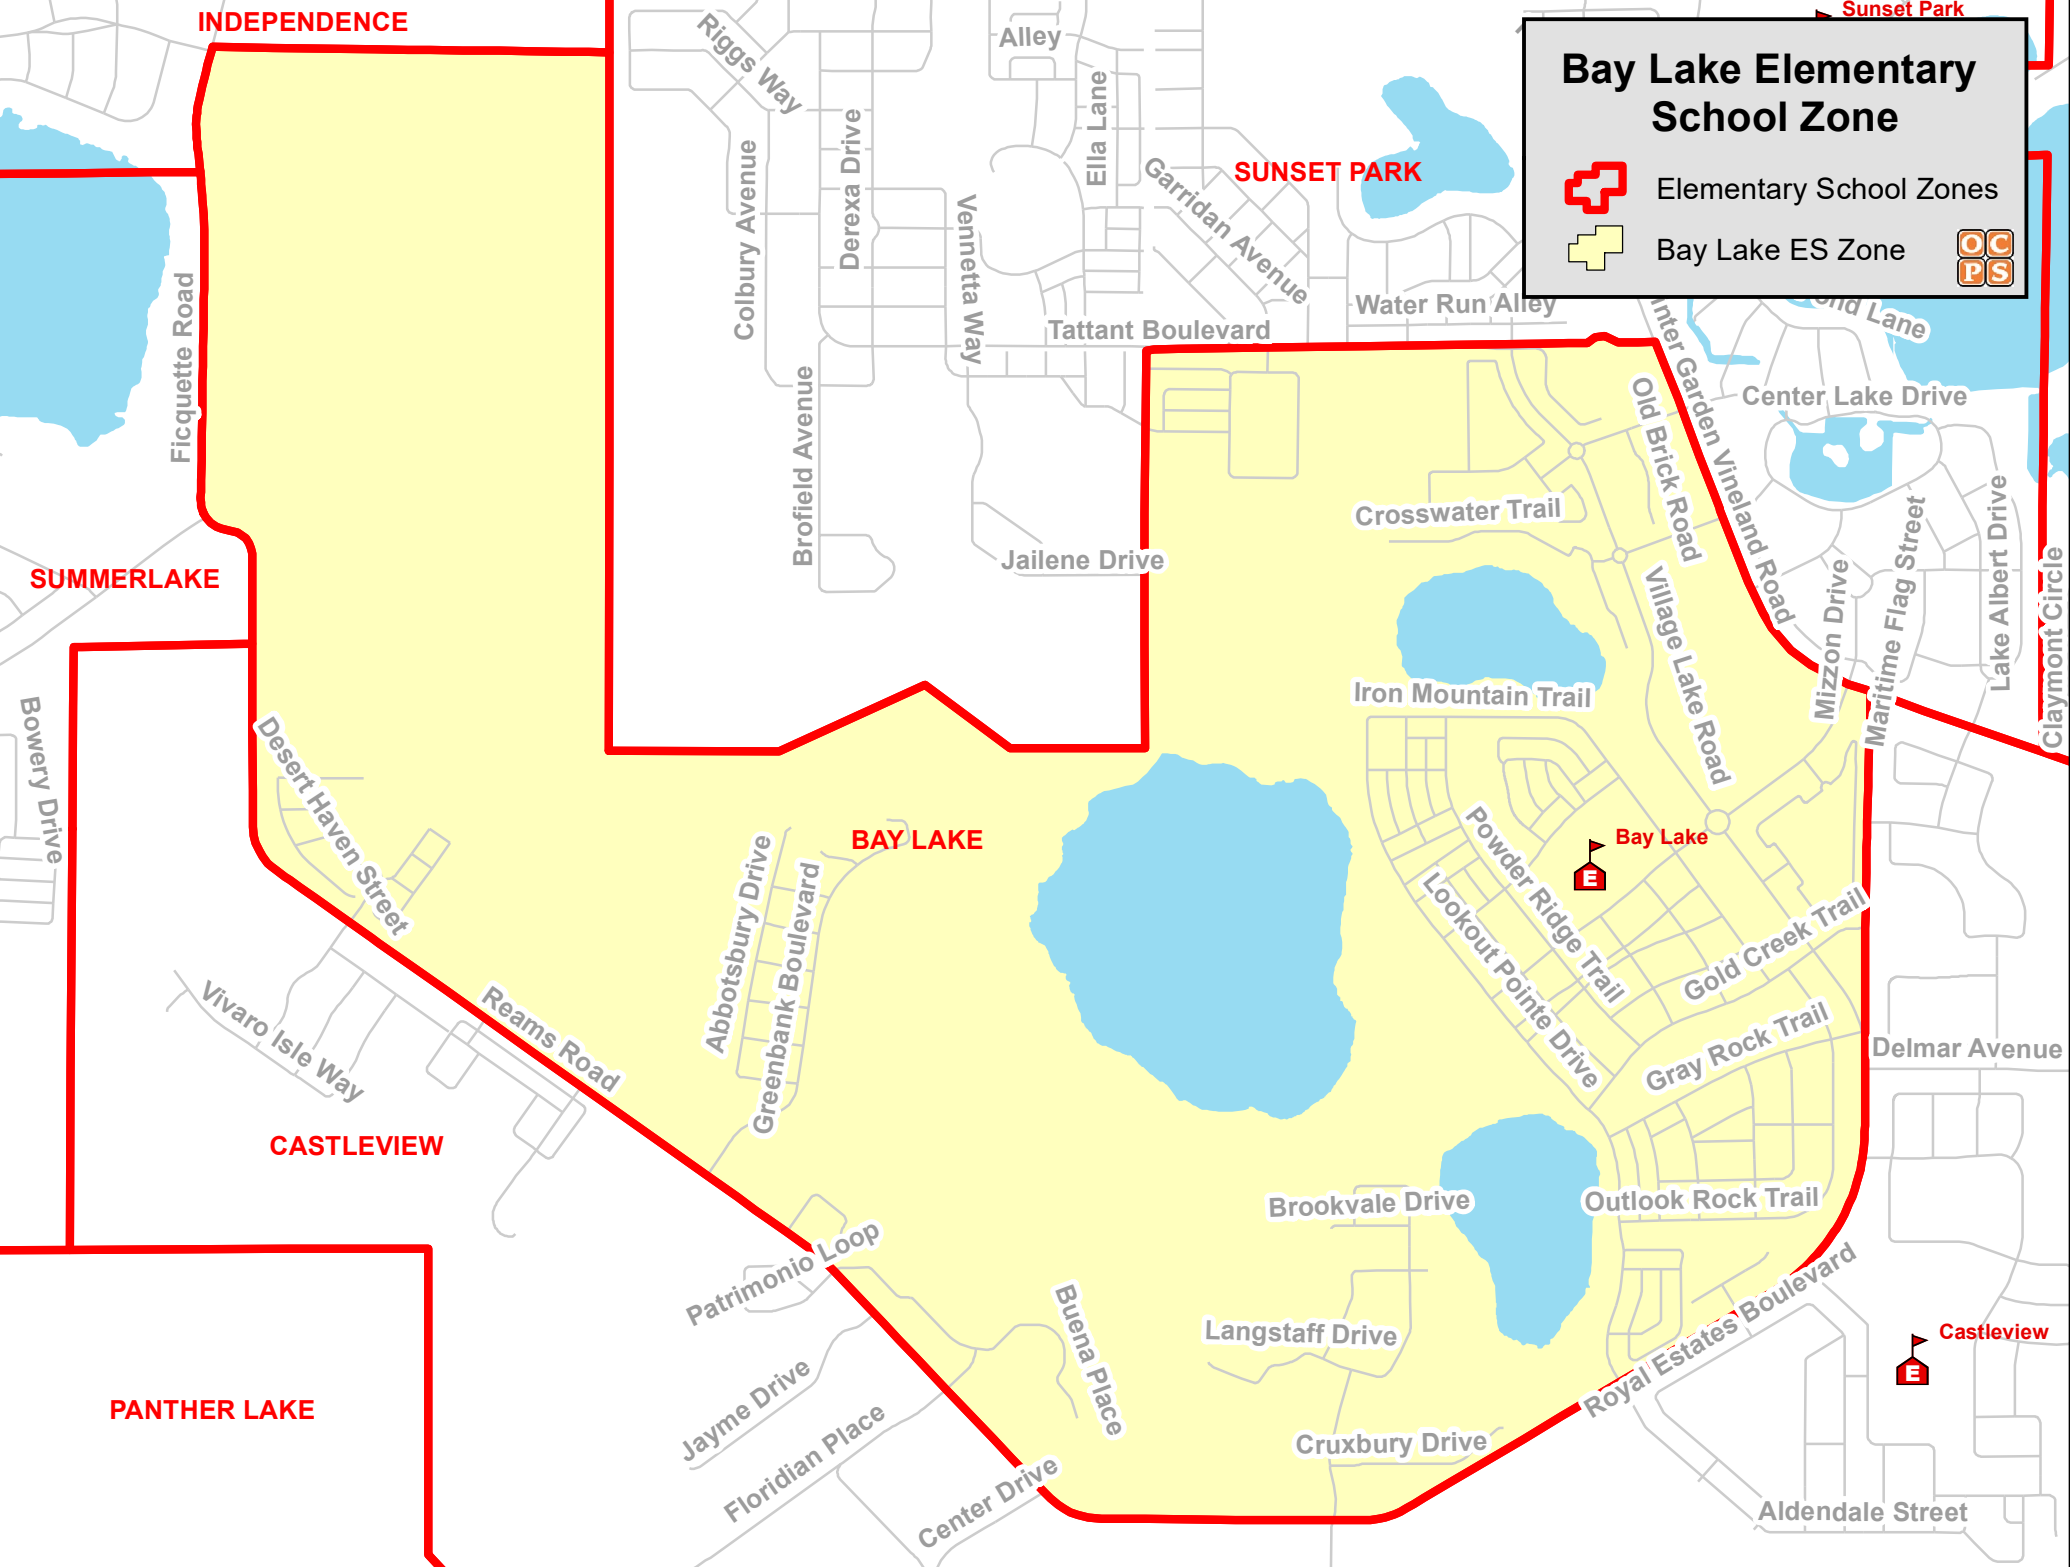 INDEPENDENCE
Sunset Park
Bay Lake Elementary
School Zone
Elementary School Zones
Bay Lake ES Zone
OC
PS
Riggs Way
Alley
Ella Lane
Derexa Drive
Colbury Avenue
Garridan Avenue
SUNSET PARK
Vennetta Way
Ficquette Road
Water Run Alley
Tattant Boulevard
Lane
Garden Vineland Road
Center Lake Drive
Old Brick Road
Brofield Avenue
Crosswater Trail
Jailene Drive
Maritime Flag Street
Lake Albert Drive
Claymont Circle
Mizzon Drive
Village Lake Road
SUMMERLAKE
Iron Mountain Trail
Bowery Drive
Desert Haven Street
BAY LAKE
Bay Lake
E
Abbotsbury Drive
Greenbank Boulevard
Powder Ridge Trail
Lookout Pointe Drive
Gold Creek Trail
Gray Rock Trail
Delmar Avenue
Vivaro Isle Way
Reams Road
CASTLEVIEW
Brookvale Drive
Outlook Rock Trail
Patrimonio Loop
Buena Place
Langstaff Drive
Royal Estates Boulevard
Castleview
E
PANTHER LAKE
Jayme Drive
Floridian Place
Center Drive
Cruxbury Drive
Aldendale Street